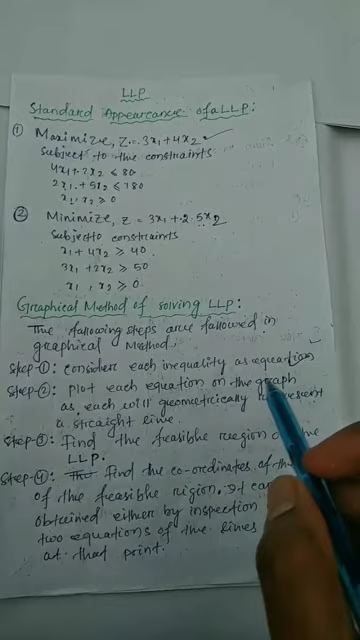 LLP
Standard Appearance of a LLP:
① Maximize, Z = 3x1 + 4x2
Subject to the constraints
4x1 + 2x2 ≤ 80
2x1 + 5x2 ≤ 180
x1, x2 ≥ 0
② Minimize, z = 3x1 + 2.5x2
Subject to constraints
x1 + 4x2 ≥ 40
3x1 + 2x2 ≥ 50
x1, x2 ≥ 0
Graphical Method of solving LLP:
The following steps are followed in
graphical Method.
Step-①: consider each inequality as equation
Step-②: Plot each equation on the graph
as each will geometrically represent
a straight line.
Step-③: Find the feasible region of the
LLP.
Step-④: Find the co-ordinates of the
of the feasible rigion. It can
obtained either by inspection
two equations of the lines
at that point.